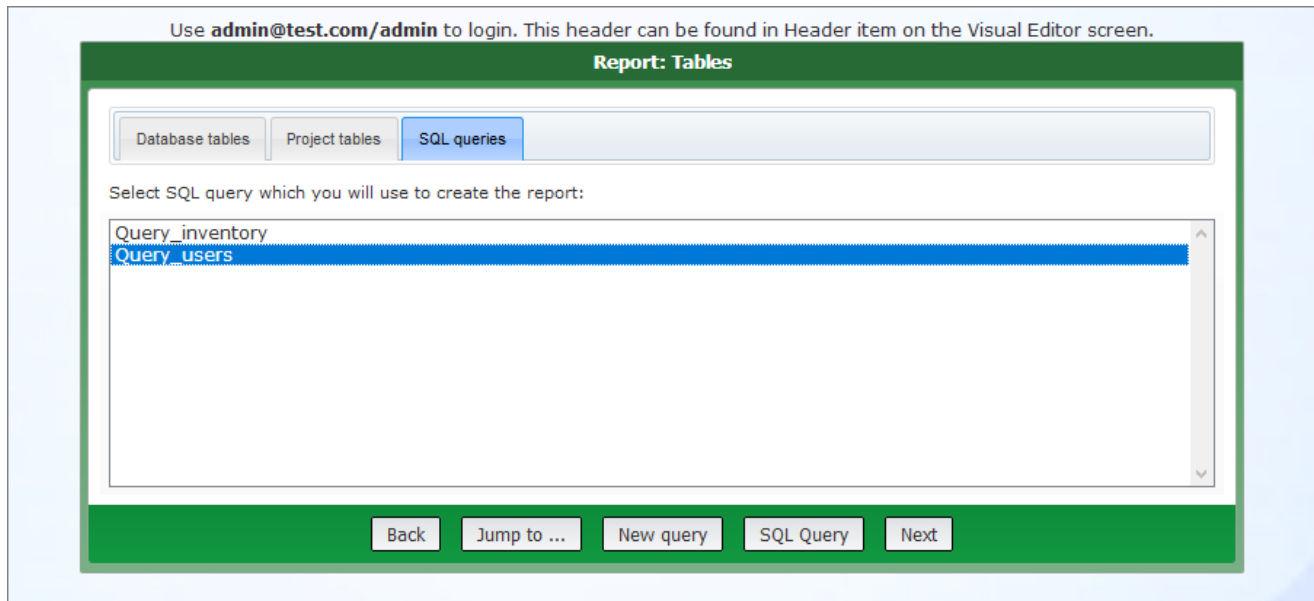 Use admin@test.com/admin to login. This header can be found in Header item on the Visual Editor screen.
Report: Tables
Database tables Project tables SQL queries
Select SQL query which you will use to create the report:
Query_inventory
Query_users
Back Jump to ... New query SQL Query Next